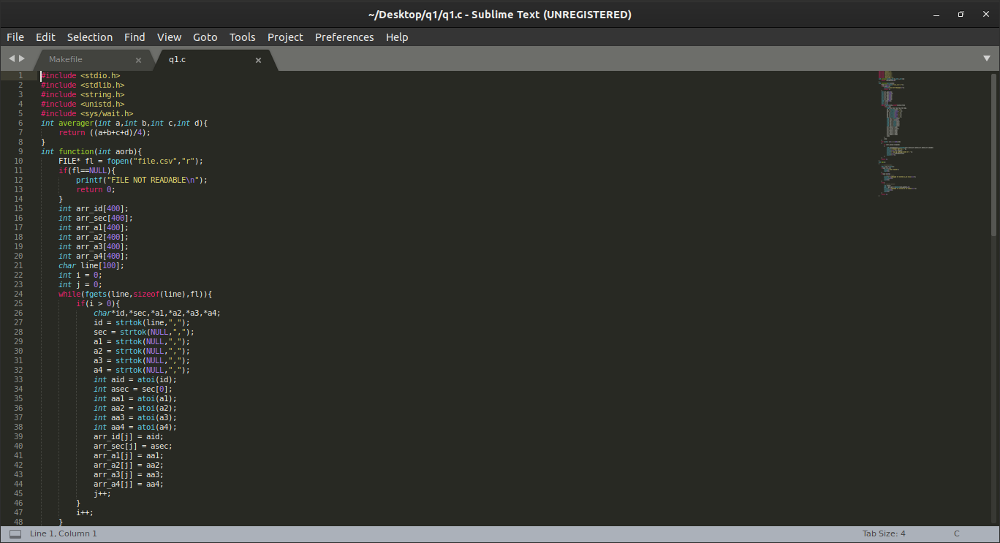 ~/Desktop/q1/q1.c - Sublime Text (UNREGISTERED)
File Edit Selection Find View Goto Tools Project Preferences Help
Makefile q1.c
1 #include <stdio.h>
2 #include <stdlib.h>
3 #include <string.h>
4 #include <unistd.h>
5 #include <sys/wait.h>
6 int averager(int a,int b,int c,int d){
7 return ((a+b+c+d)/4);
8 }
9 int function(int aorb){
10 FILE* fl = fopen("file.csv","r");
11 if(fl==NULL){
12 printf("FILE NOT READABLE\n");
13 return 0;
14 }
15 int arr_id[400];
16 int arr_sec[400];
17 int arr_a1[400];
18 int arr_a2[400];
19 int arr_a3[400];
20 int arr_a4[400];
21 char line[100];
22 int i = 0;
23 int j = 0;
24 while(fgets(line,sizeof(line),fl)){
25 if(i > 0){
26 char*id,*sec,*a1,*a2,*a3,*a4;
27 id = strtok(line,",");
28 sec = strtok(NULL,",");
29 a1 = strtok(NULL,",");
30 a2 = strtok(NULL,",");
31 a3 = strtok(NULL,",");
32 a4 = strtok(NULL,",");
33 int aid = atoi(id);
34 int asec = sec[0];
35 int aa1 = atoi(a1);
36 int aa2 = atoi(a2);
37 int aa3 = atoi(a3);
38 int aa4 = atoi(a4);
39 arr_id[j] = aid;
40 arr_sec[j] = asec;
41 arr_a1[j] = aa1;
42 arr_a2[j] = aa2;
43 arr_a3[j] = aa3;
44 arr_a4[j] = aa4;
45 j++;
46 }
47 i++;
48 }
Line 1, Column 1 Tab Size: 4 C